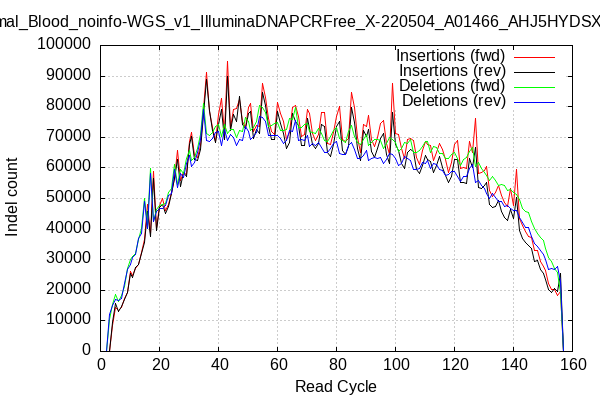 mal_Blood_noinfo-WGS_v1_IlluminaDNAPCRFree_X-220504_A01466_AHJ5HYDSX
Insertions (fwd)
Insertions (rev)
Deletions (fwd)
Deletions (rev)
Indel count
100000
90000
80000
70000
60000
50000
40000
30000
20000
10000
0
0 20 40 60 80 100 120 140 160
Read Cycle